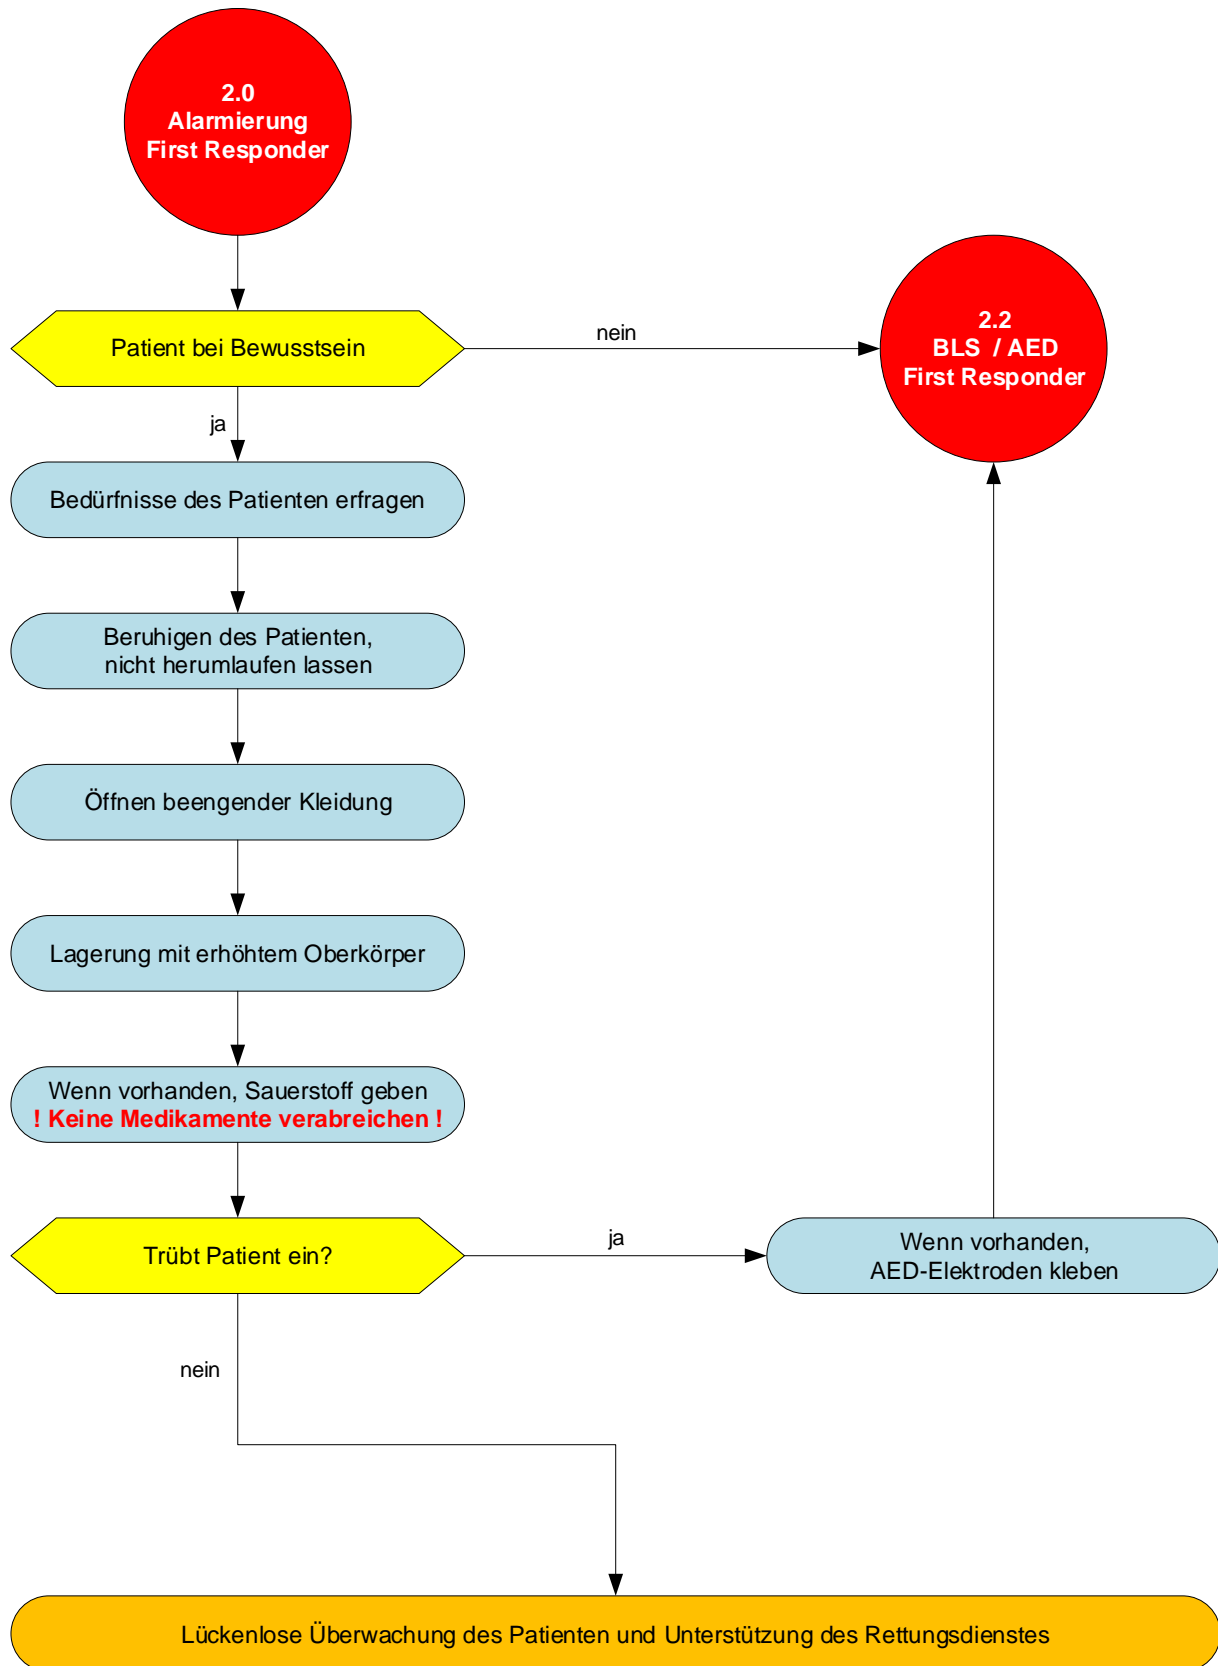 2.0
Alarmierung
First Responder
Patient bei Bewusstsein
nein
2.2
BLS / AED
First Responder
ja
Bedürfnisse des Patienten erfragen
Beruhigen des Patienten,
nicht herumlaufen lassen
Öffnen beengender Kleidung
Lagerung mit erhöhtem Oberkörper
Wenn vorhanden, Sauerstoff geben
! Keine Medikamente verabreichen !
Trübt Patient ein?
ja
Wenn vorhanden,
AED-Elektroden kleben
nein
Lückenlose Überwachung des Patienten und Unterstützung des Rettungsdienstes